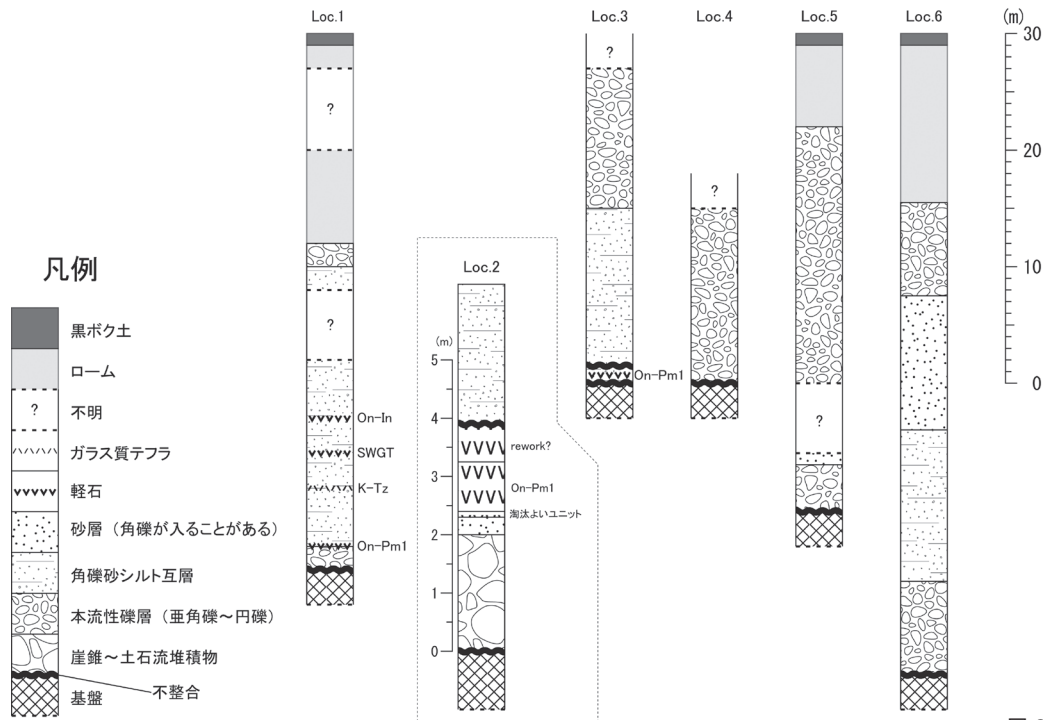 Loc.1
Loc.3
Loc.4
Loc.5
Loc.6
(m)
30
20
10
0
?
?
On-In
SWGT
K-Tz
On-Pm1
Loc.2
(m)
5
4
3
2
1
0
rework?
On-Pm1
淘汰よいユニット
?
On-Pm1
?
?
凡例
黒ボク土
ローム
? 不明
ガラス質テフラ
軽石
砂層（角礫が入ることがある）
角礫砂シルト互層
本流性礫層（亜角礫～円礫）
崖錐～土石流堆積物
不整合
基盤